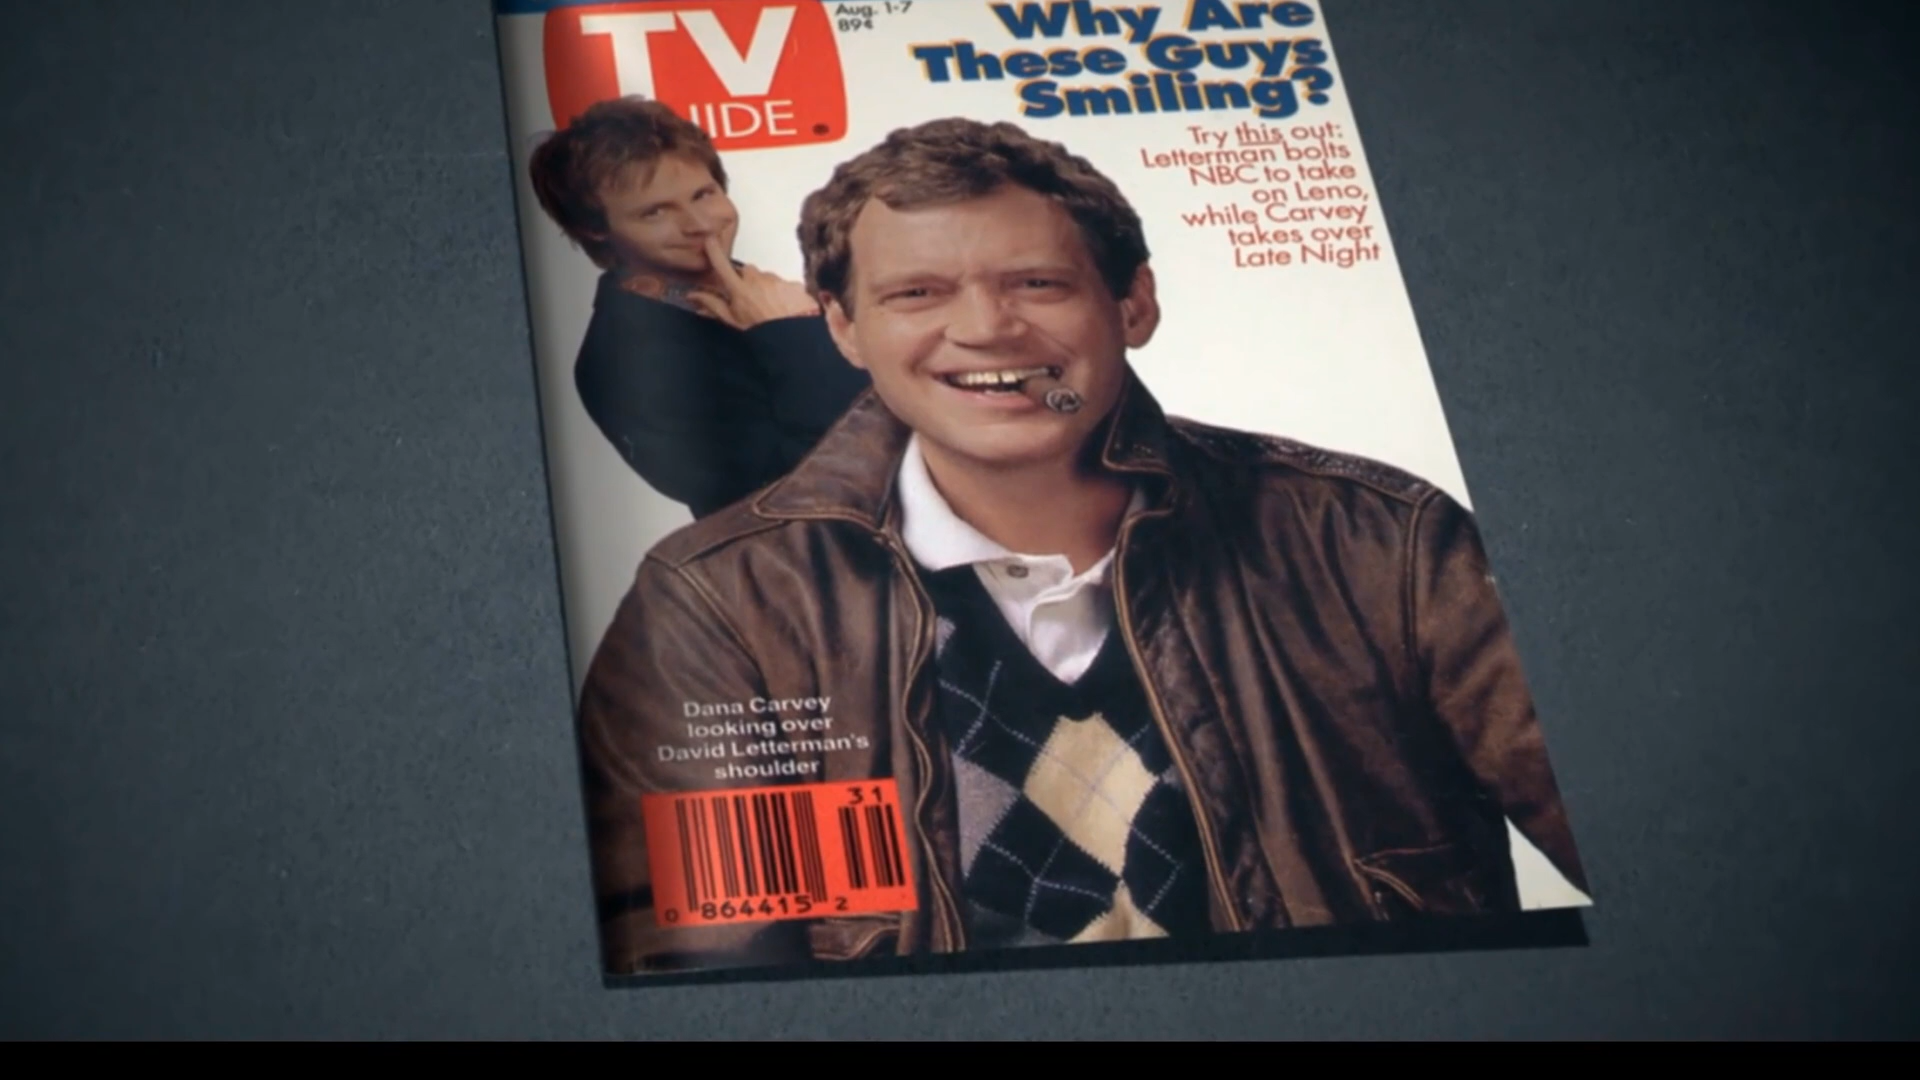 TV
UIDE
Aug. 1-7
89¢
Why Are
These Guys
Smiling?
Try this out:
Letterman bolts
NBC to take
on Leno,
while Carvey
takes over
Late Night
Dana Carvey
looking over
David Letterman's
shoulder
31
0 864415 2